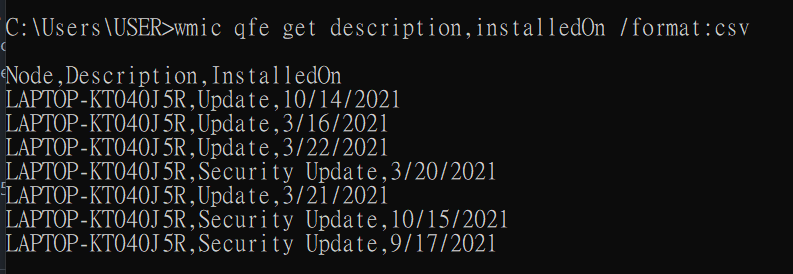 C:\Users\USER>wmic qfe get description,installedOn /format:csv
Node,Description,InstalledOn
LAPTOP-KT040J5R,Update,10/14/2021
LAPTOP-KT040J5R,Update,3/16/2021
LAPTOP-KT040J5R,Update,3/22/2021
LAPTOP-KT040J5R,Security Update,3/20/2021
LAPTOP-KT040J5R,Update,3/21/2021
LAPTOP-KT040J5R,Security Update,10/15/2021
LAPTOP-KT040J5R,Security Update,9/17/2021